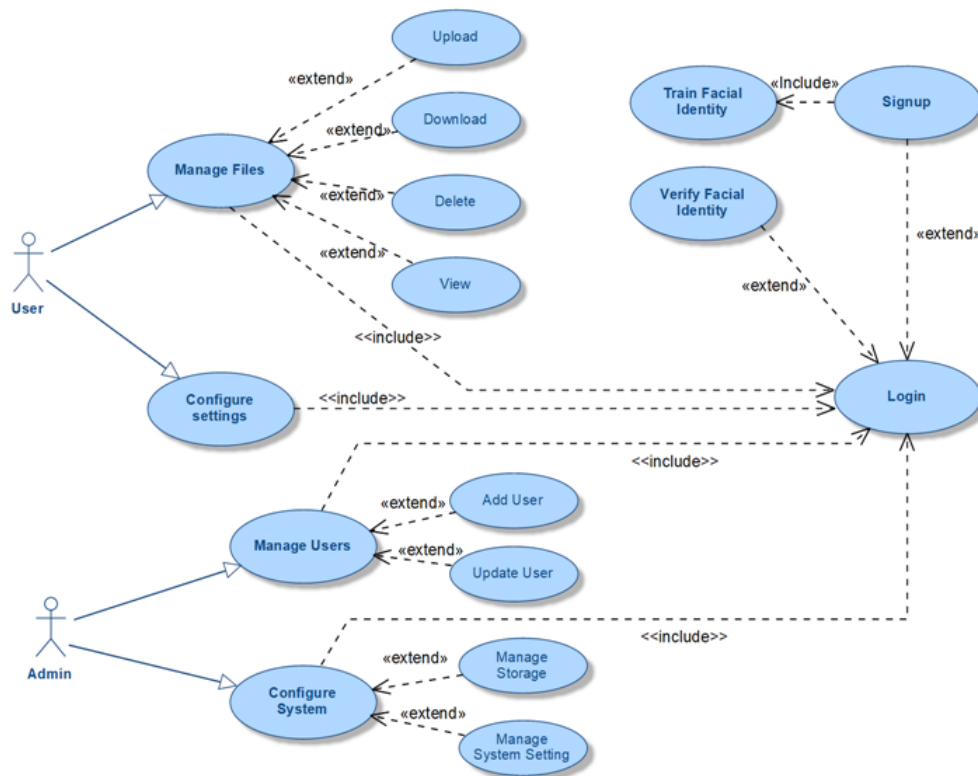 Upload
«extend»
«Include»
Train Facial
Identity
Signup
Download
«extend»
Manage Files
Verify Facial
Identity
Delete
«extend»
«extend»
«extend»
View
«extend»
User
<<include>>
Configure
settings
<<include>>
Login
<<include>>
Add User
«extend»
Manage Users
«extend»
Update User
<<include>>
Manage
Storage
«extend»
Admin
Configure
System
«extend»
Manage
System Setting